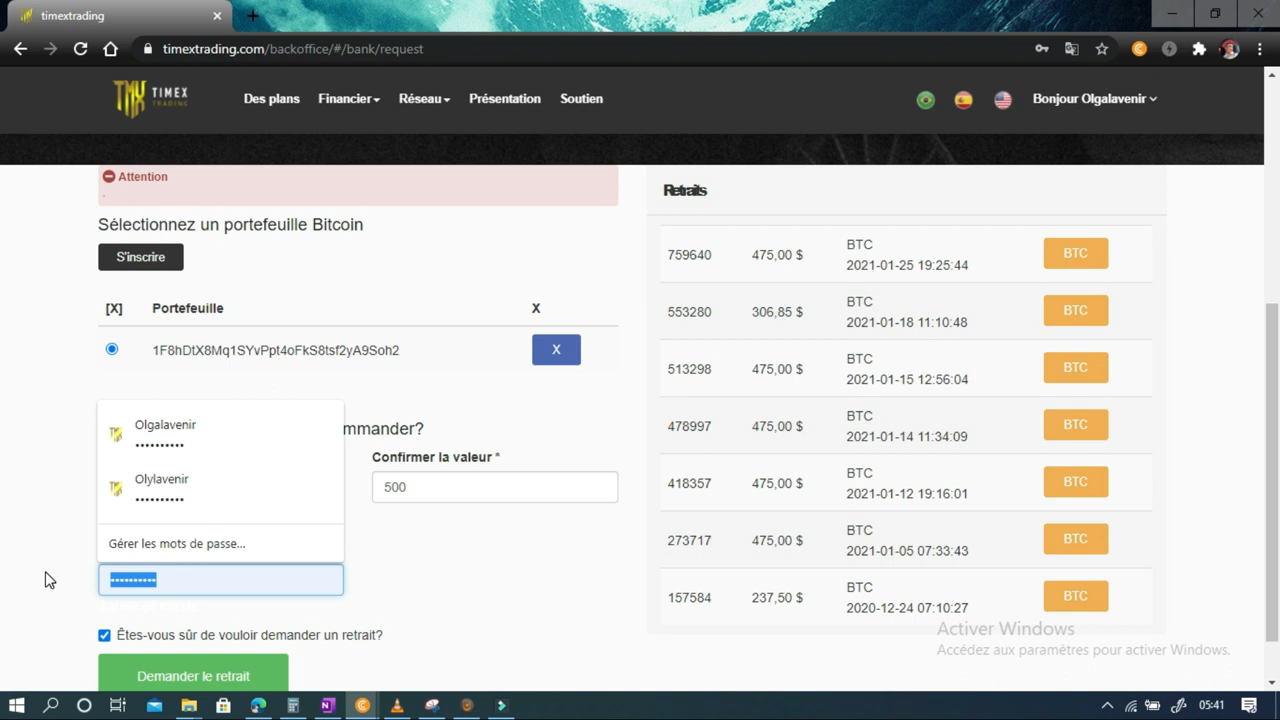 timextrading
timextrading.com/backoffice/#/bank/request
TIMEX
TRADING
Des plans
Financier
Réseau
Présentation
Soutien
Bonjour Olgalavenir
Attention
.
Sélectionnez un portefeuille Bitcoin
S'inscrire
[X] Portefeuille X
1F8hDtX8Mq1SYvPpt4oFkS8tsf2yA9Soh2 X
Olgalavenir
••••••••••
Olylavenir
••••••••••
Gérer les mots de passe...
••••••••••
mmander?
Confirmer la valeur *
500
Êtes-vous sûr de vouloir demander un retrait?
Demander le retrait
Retraits
759640 475,00 $ BTC
2021-01-25 19:25:44
BTC
553280 306,85 $ BTC
2021-01-18 11:10:48
BTC
513298 475,00 $ BTC
2021-01-15 12:56:04
BTC
478997 475,00 $ BTC
2021-01-14 11:34:09
BTC
418357 475,00 $ BTC
2021-01-12 19:16:01
BTC
273717 475,00 $ BTC
2021-01-05 07:33:43
BTC
157584 237,50 $ BTC
2020-12-24 07:10:27
BTC
Activer Windows
Accédez aux paramètres pour activer Windows.
05:41